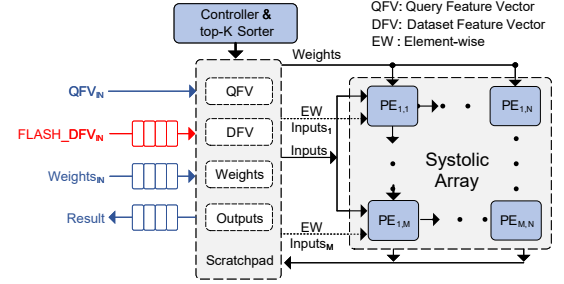 Controller & top-K Sorter
QFV: Query Feature Vector
DFV: Dataset Feature Vector
EW : Element-wise
Weights
QFV_IN
QFV
PE_1,1
PE_1,N
FLASH_DFV_IN
DFV
EW
Inputs_1
Inputs
Systolic
Array
Weights_IN
Weights
Result
Outputs
EW
Inputs_M
PE_1,M
PE_M,N
Scratchpad